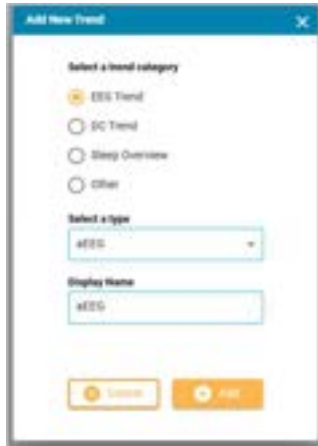 Add New Trend
Select a trend category
EEG Trend
DC Trend
Sleep Overview
Other
Select a type
aEEG
Display Name
aEEG
Cancel
Add